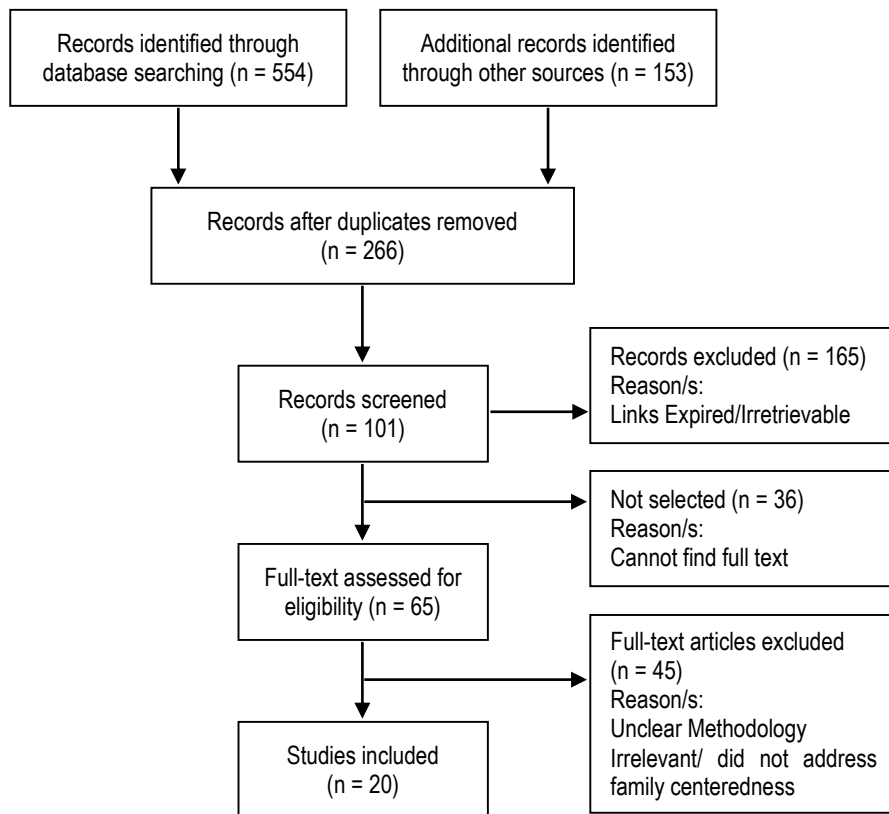 Records identified through
database searching (n = 554)
Additional records identified
through other sources (n = 153)
Records after duplicates removed
(n = 266)
Records screened
(n = 101)
Records excluded (n = 165)
Reason/s:
Links Expired/Irretrievable
Not selected (n = 36)
Reason/s:
Cannot find full text
Full-text assessed for
eligibility (n = 65)
Full-text articles excluded
(n = 45)
Reason/s:
Unclear Methodology
Irrelevant/ did not address
family centeredness
Studies included
(n = 20)